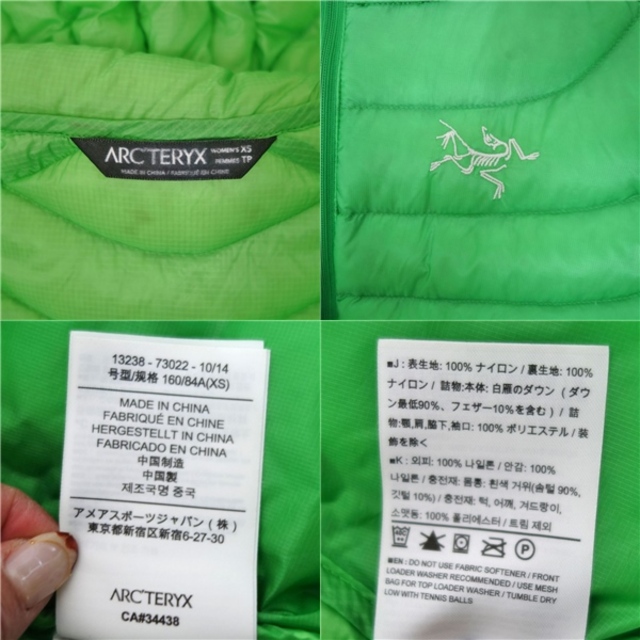 ARC'TERYX WOMEN'S XS
FEMMES TP
MADE IN CHINA / FABRIQUÉ EN CHINE
13238 - 73022 - 10/14
号型/规格 160/84A(XS)
MADE IN CHINA
FABRIQUÉ EN CHINE
HERGESTELLT IN CHINA
FABRICADO EN CHINA
中国制造
中国製
제조국명 중국
アメアスポーツジャパン (株)
東京都新宿区新宿6-27-30
ARC'TERYX
CA#34438
■J : 表生地: 100% ナイロン / 裏生地: 100%
ナイロン / 詰物:本体: 白雁のダウン ( ダウ
ン最低90%、フェザー10%を含む ) / 詰
物:顎,肩,脇下,袖口: 100% ポリエステル / 装
飾を除く
■K : 외피: 100% 나일론 / 안감: 100%
나일론 / 충전재: 몸통: 흰색 거위(솜털 90%,
깃털 10%) / 충전재: 턱, 어깨, 겨드랑이,
소맷동: 100% 폴리에스터 / 트림 제외
■EN : DO NOT USE FABRIC SOFTENER / FRONT
LOADER WASHER RECOMMENDED / USE MESH
BAG FOR TOP LOADER WASHER / TUMBLE DRY
LOW WITH TENNIS BALLS